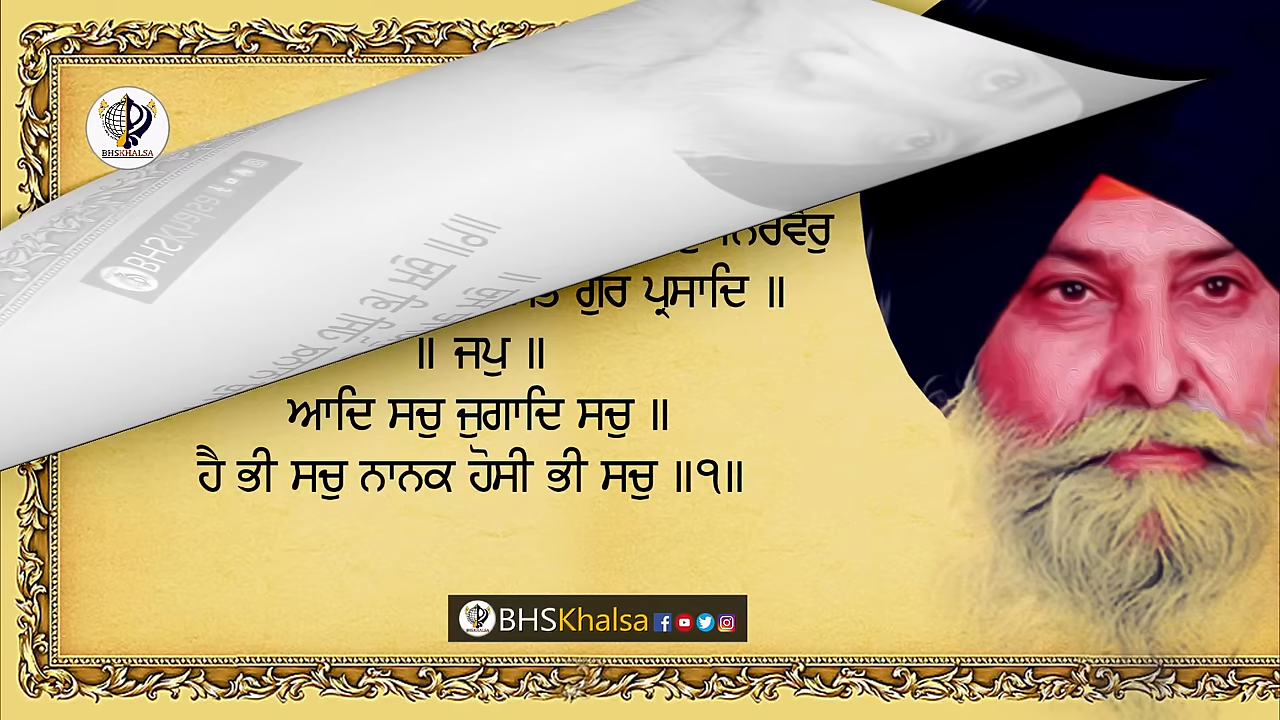 BHSKHALSA
ਨਿਰਵੈਰੁ
ਗੁਰ ਪ੍ਰਸਾਦਿ ॥
॥ ਜਪੁ ॥
ਆਦਿ ਸਚੁ ਜੁਗਾਦਿ ਸਚੁ ॥
ਹੈ ਭੀ ਸਚੁ ਨਾਨਕ ਹੋਸੀ ਭੀ ਸਚੁ ॥੧॥
BHSKhalsa